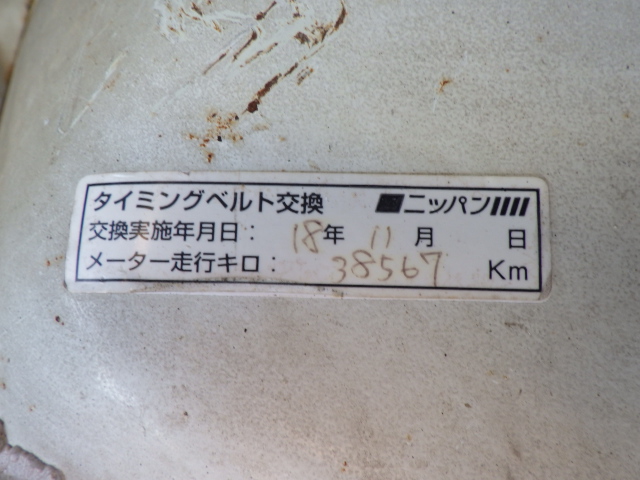 タイミングベルト交換 ニッパン
交換実施年月日: 18年 11月 日
メーター走行キロ: 38567 Km